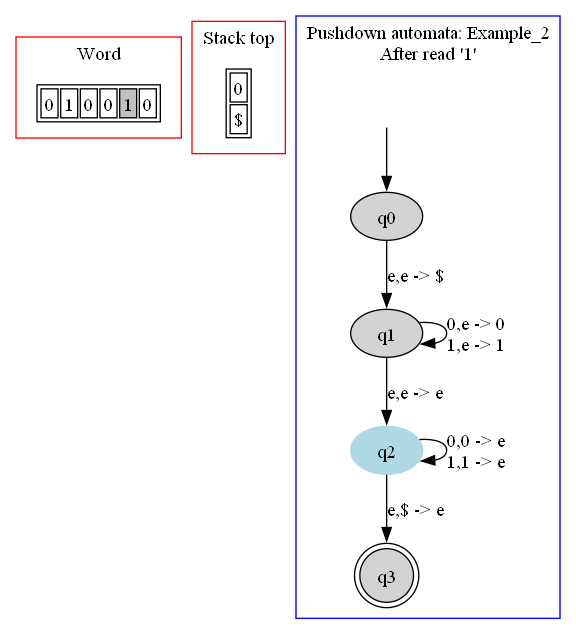 Word
0 1 0 0 1 0
Stack top
0
$
Pushdown automata: Example_2
After read '1'
q0
e,e -> $
q1
0,e -> 0
1,e -> 1
e,e -> e
q2
0,0 -> e
1,1 -> e
e,$ -> e
q3